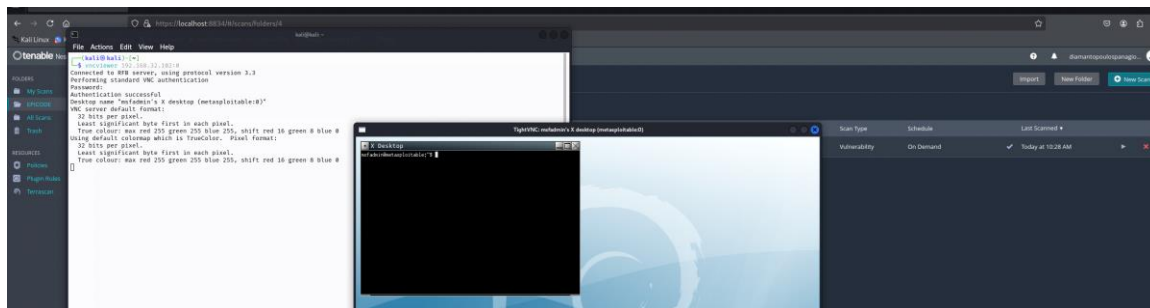 https://localhost:8834/#/scans/folders/4
Kali Linux
kali@kali: ~
File Actions Edit View Help
tenable Nes
diamantopoulospanagio...
FOLDERS
My Scans
EPICODE
All Scans
Trash
RESOURCES
Policies
Plugin Rules
Terrascan
Import
New Folder
New Scan
(kali㉿kali)-[~]
$ vncviewer 192.168.32.102:0
Connected to RFB server, using protocol version 3.3
Performing standard VNC authentication
Password:
Authentication successful
Desktop name "msfadmin's X desktop (metasploitable:0)"
VNC server default format:
32 bits per pixel.
Least significant byte first in each pixel.
True colour: max red 255 green 255 blue 255, shift red 16 green 8 blue 0
Using default colormap which is TrueColor. Pixel format:
32 bits per pixel.
Least significant byte first in each pixel.
True colour: max red 255 green 255 blue 255, shift red 16 green 8 blue 0
TightVNC: msfadmin's X desktop (metasploitable:0)
X Desktop
Scan Type
Schedule
Last Scanned
Vulnerability
On Demand
Today at 10:28 AM